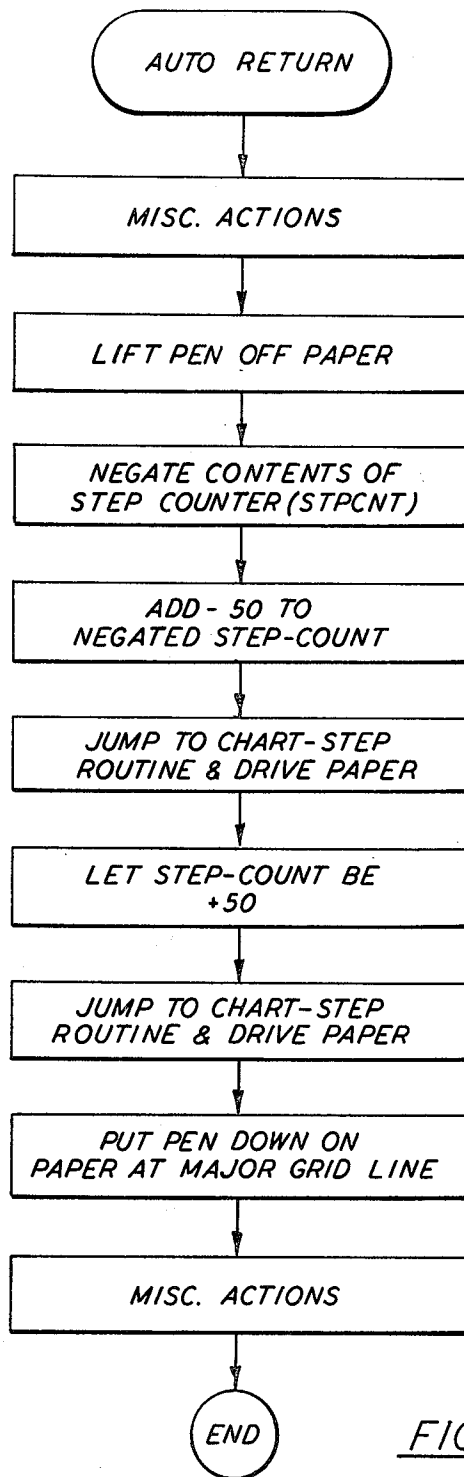 AUTO RETURN
MISC. ACTIONS
LIFT PEN OFF PAPER
NEGATE CONTENTS OF
STEP COUNTER (STPCNT)
ADD - 50 TO
NEGATED STEP-COUNT
JUMP TO CHART-STEP
ROUTINE & DRIVE PAPER
LET STEP-COUNT BE
+50
JUMP TO CHART-STEP
ROUTINE & DRIVE PAPER
PUT PEN DOWN ON
PAPER AT MAJOR GRID LINE
MISC. ACTIONS
END
FIG